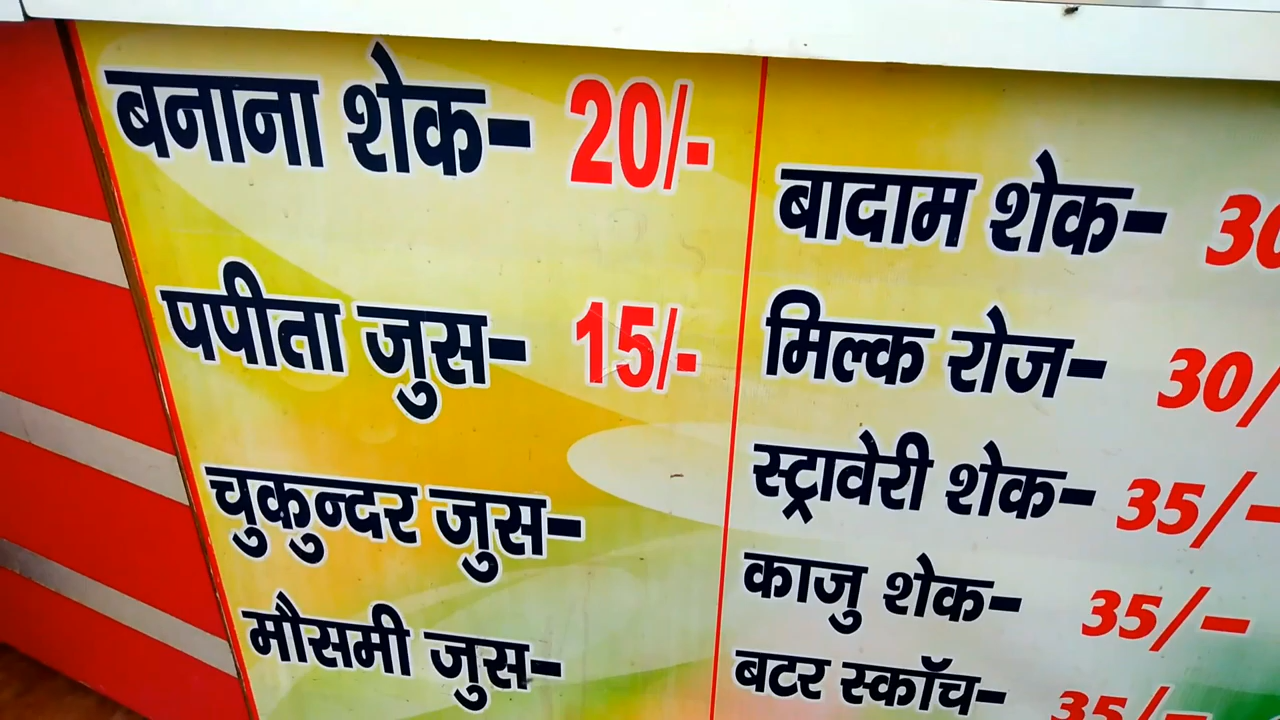 बनाना शेक- 20/-
पपीता जुस- 15/-
चुकुन्दर जुस-
मौसमी जुस-
बादाम शेक- 30
मिल्क रोज- 30/
स्ट्रावेरी शेक- 35/-
काजु शेक- 35/-
बटर स्कॉच- 35/-